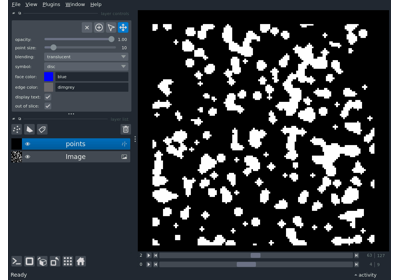 File View Plugins Window Help
opacity: 1.00
point size: 10
blending: translucent
symbol: disc
face color: blue
edge color: dimgrey
display text:
out of slice:
points
Image
Ready
activity